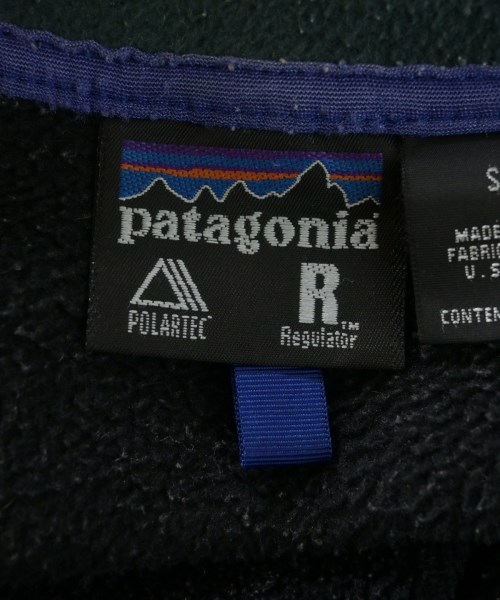 patagonia
POLARTEC
R
Regulator™
S
MADE
FABRIC
U.S
CONTEN